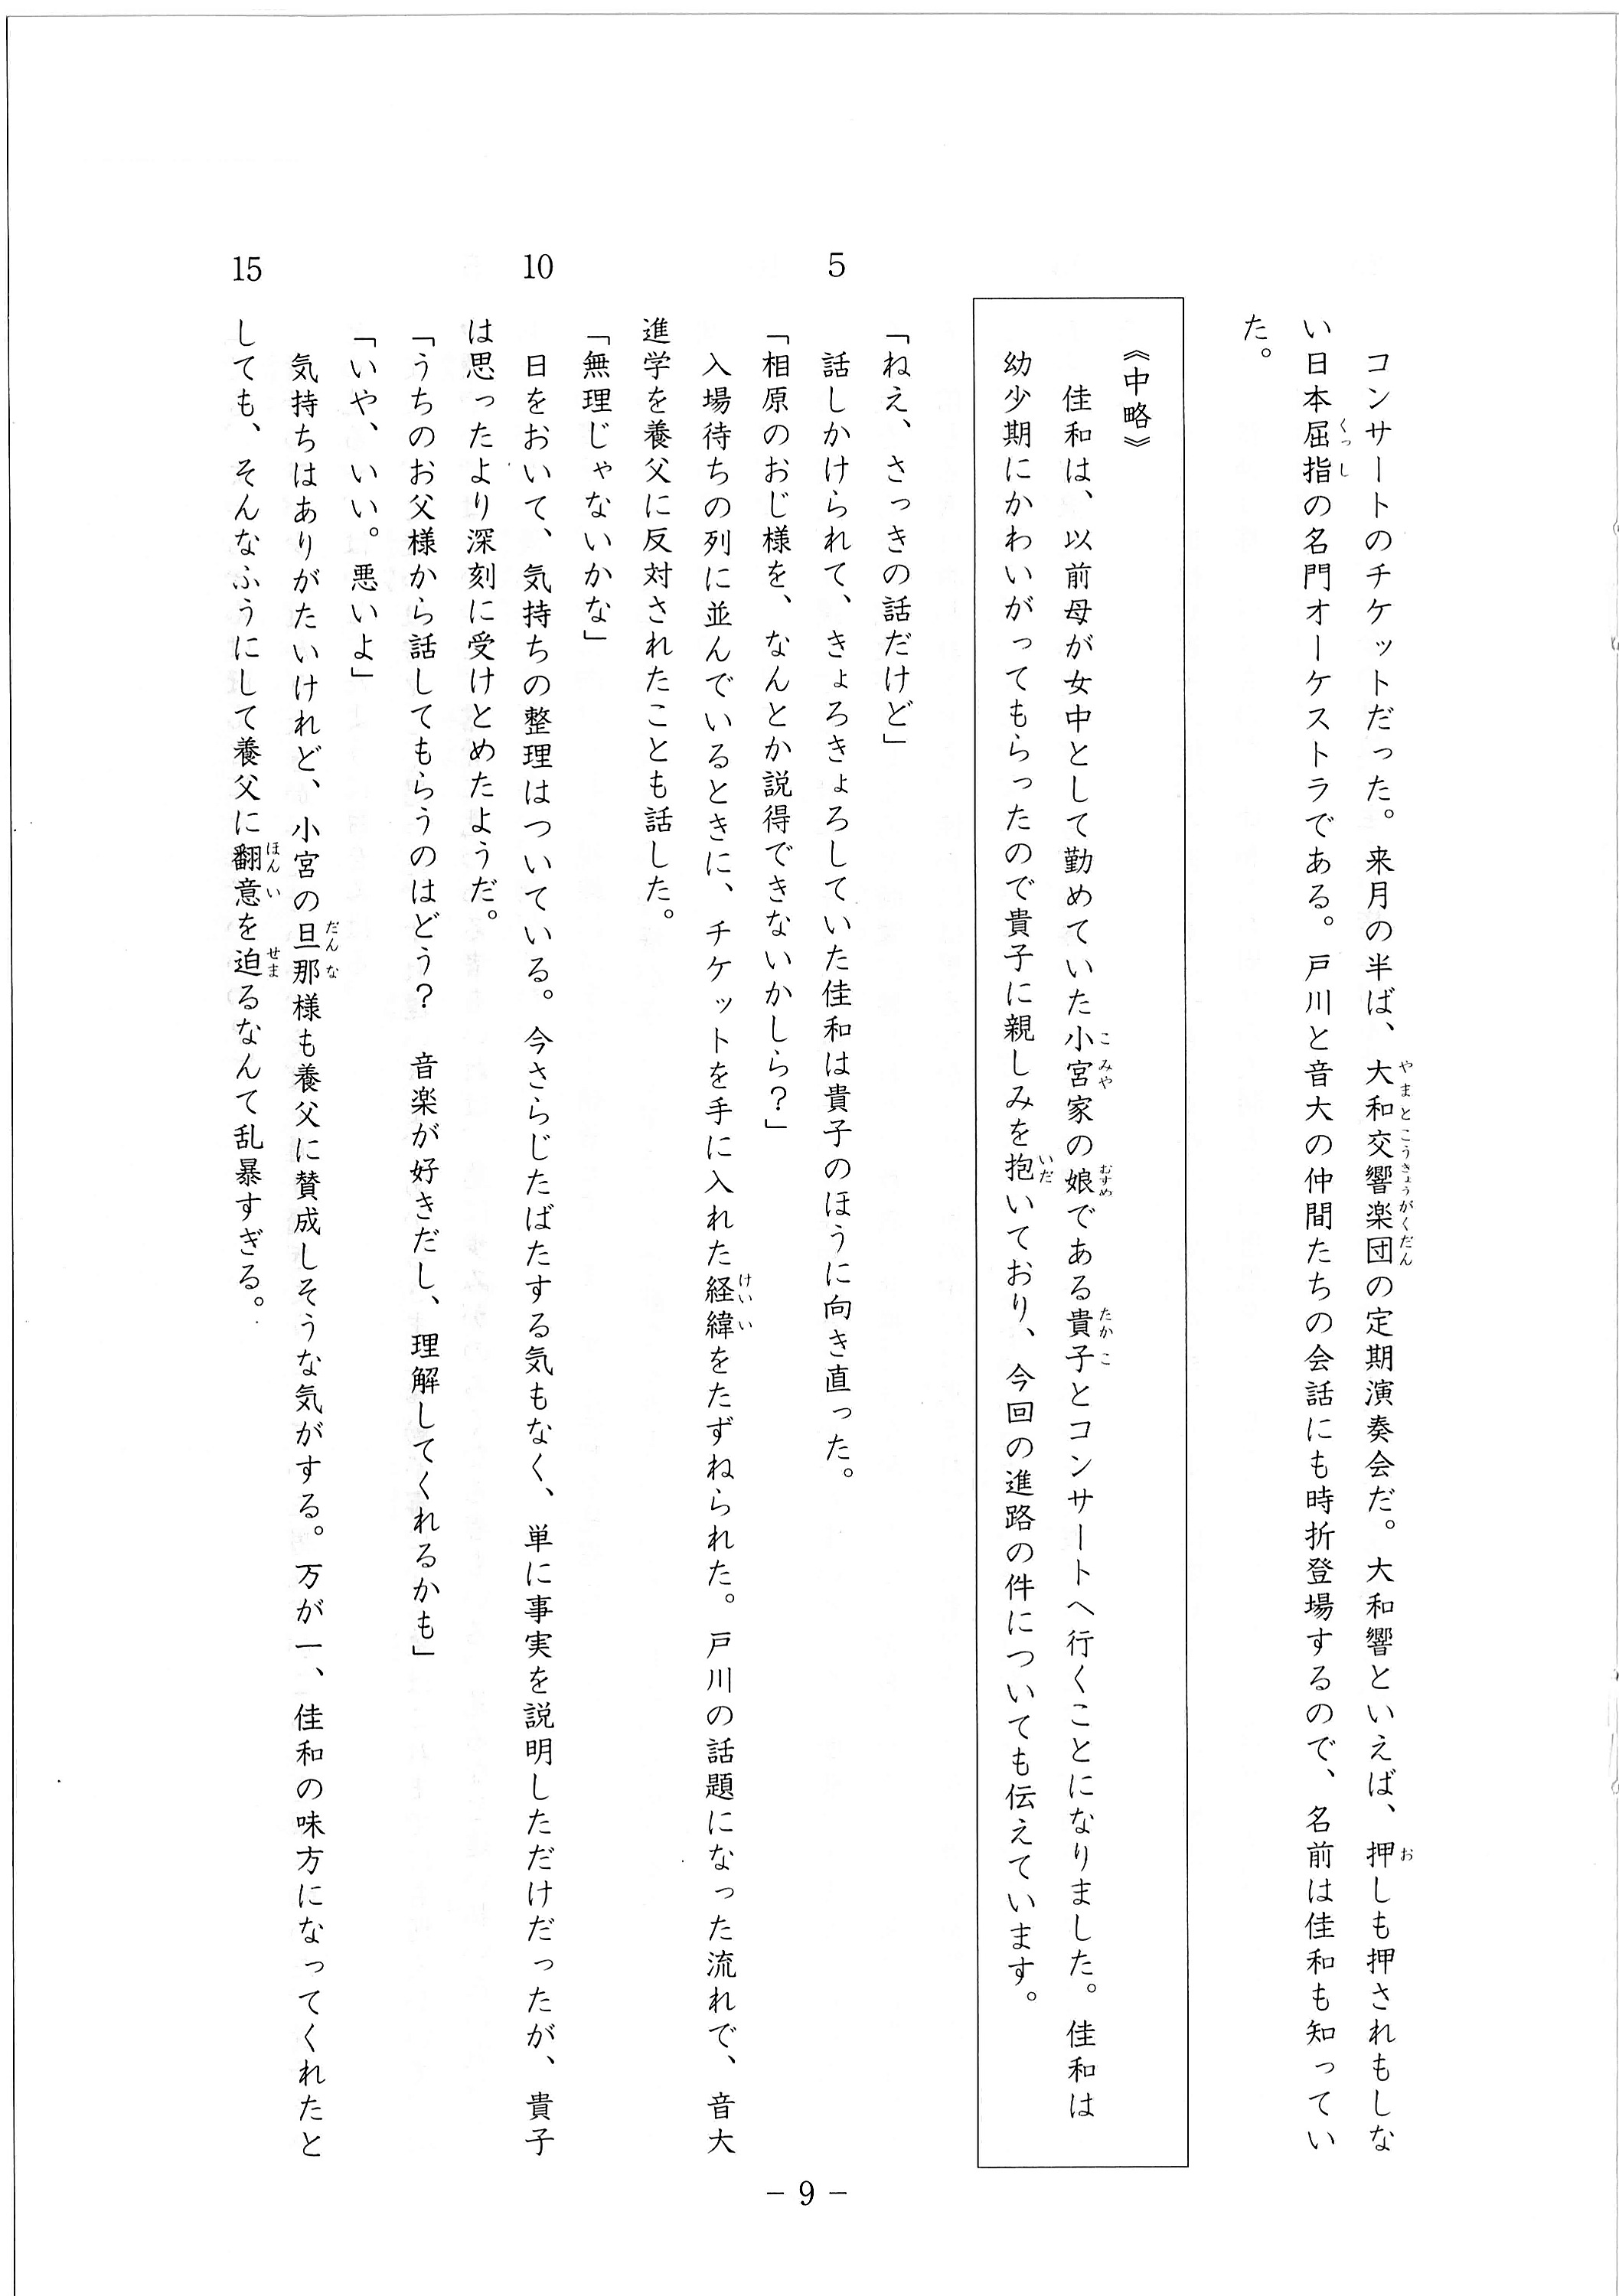 コンサートのチケットだった。来月の半ば、大和交響楽団の定期演奏会だ。大和響といえば、押しも押されもしな
い日本屈指の名門オーケストラである。戸川と音大の仲間たちの会話にも時折登場するので、名前は佳和も知ってい
た。
《中略》
佳和は、以前母が女中として勤めていた小宮家の娘である貴子とコンサートへ行くことになりました。佳和は
幼少期にかわいがってもらったので貴子に親しみを抱いており、今回の進路の件についても伝えています。
「ねえ、さっきの話だけど」
5 話しかけられて、きょろきょろしていた佳和は貴子のほうに向き直った。
「相原のおじ様を、なんとか説得できないかしら？」
入場待ちの列に並んでいるときに、チケットを手に入れた経緯をたずねられた。戸川の話題になった流れで、音大
進学を養父に反対されたことも話した。
「無理じゃないかな」
10 日をおいて、気持ちの整理はついている。今さらじたばたする気もなく、単に事実を説明しただけだったが、貴子
は思ったより深刻に受けとめたようだ。
「うちのお父様から話してもらうのはどう？　音楽が好きだし、理解してくれるかも」
「いや、いい。悪いよ」
気持ちはありがたいけれど、小宮の旦那様も養父に賛成しそうな気がする。万が一、佳和の味方になってくれたと
15 しても、そんなふうにして養父に翻意を迫るなんて乱暴すぎる。
− 9 −